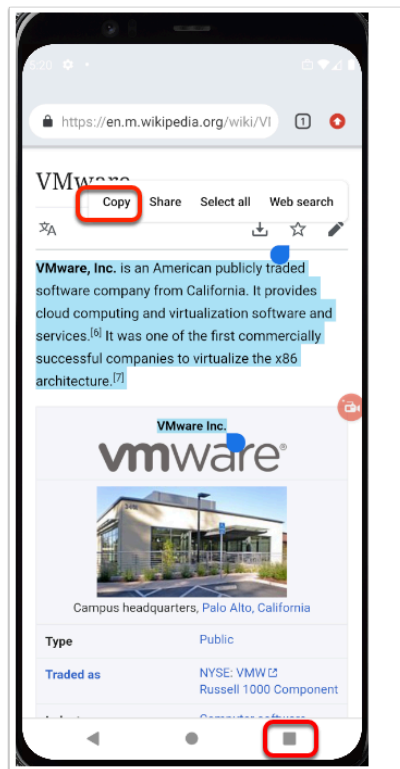 5:20
https://en.m.wikipedia.org/wiki/VI
1
VMware
Copy Share Select all Web search
VMware, Inc. is an American publicly traded
software company from California. It provides
cloud computing and virtualization software and
services.[6] It was one of the first commercially
successful companies to virtualize the x86
architecture.[7]
VMware Inc.
vmware®
Campus headquarters, Palo Alto, California
Type Public
Traded as NYSE: VMW
Russell 1000 Component